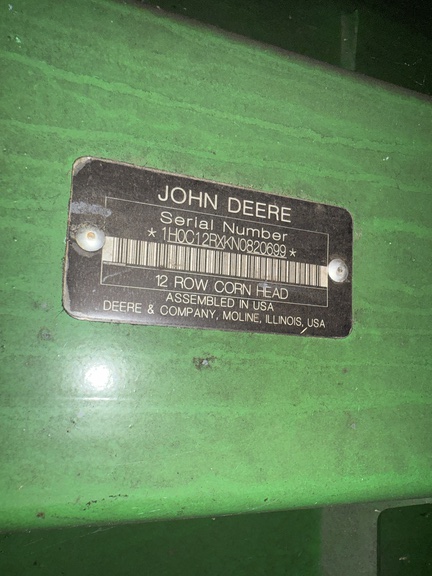 JOHN DEERE
Serial Number
* 1H0C12RXKN0820699 *
12 ROW CORN HEAD
ASSEMBLED IN USA
DEERE & COMPANY, MOLINE, ILLINOIS, USA